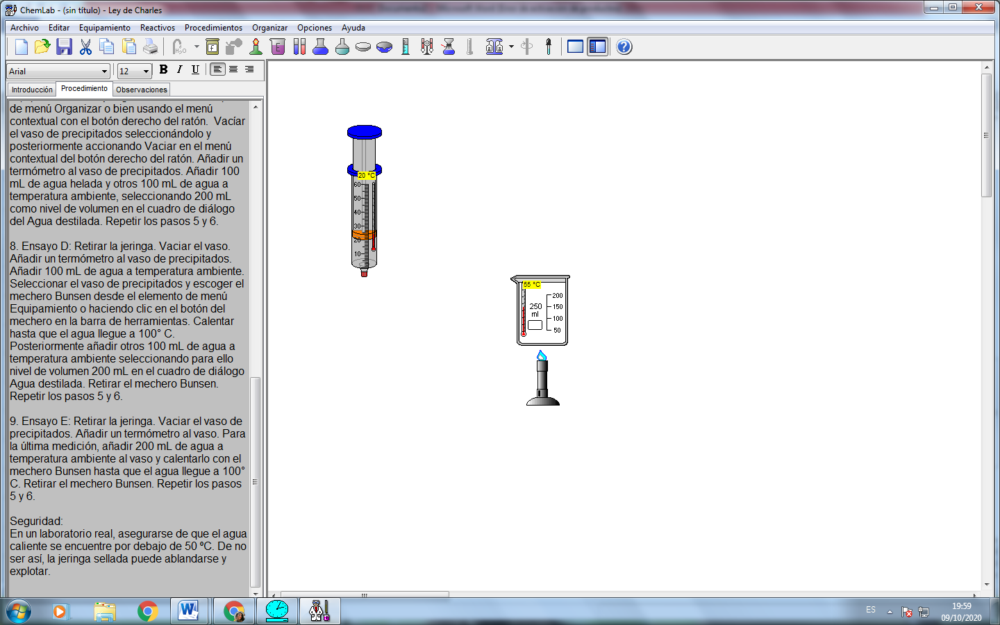 ChemLab - (sin título) - Ley de Charles
Archivo Editar Equipamiento Reactivos Procedimientos Organizar Opciones Ayuda
Arial 12 B I U
Introducción Procedimiento Observaciones
de menú Organizar o bien usando el menú
contextual con el botón derecho del ratón. Vacíar
el vaso de precipitados seleccionándolo y
posteriormente accionando Vaciar en el menú
contextual del botón derecho del ratón. Añadir un
termómetro al vaso de precipitados. Añadir 100
mL de agua helada y otros 100 mL de agua a
temperatura ambiente, seleccionando 200 mL
como nivel de volumen en el cuadro de diálogo
del Agua destilada. Repetir los pasos 5 y 6.
8. Ensayo D: Retirar la jeringa. Vaciar el vaso.
Añadir un termómetro al vaso de precipitados.
Añadir 100 mL de agua a temperatura ambiente.
Seleccionar el vaso de precipitados y escoger el
mechero Bunsen desde el elemento de menú
Equipamiento o haciendo clic en el botón del
mechero en la barra de herramientas. Calentar
hasta que el agua llegue a 100° C.
Posteriormente añadir otros 100 mL de agua a
temperatura ambiente seleccionando para ello
nivel de volumen 200 mL en el cuadro de diálogo
Agua destilada. Retirar el mechero Bunsen.
Repetir los pasos 5 y 6.
9. Ensayo E: Retirar la jeringa. Vaciar el vaso de
precipitados. Añadir un termómetro al vaso. Para
la última medición, añadir 200 mL de agua a
temperatura ambiente al vaso y calentarlo con el
mechero Bunsen hasta que el agua llegue a 100°
C. Retirar el mechero Bunsen. Repetir los pasos
5 y 6.
Seguridad:
En un laboratorio real, asegurarse de que el agua
caliente se encuentre por debajo de 50 ºC. De no
ser así, la jeringa sellada puede ablandarse y
explotar.
20 °C
60
50
40
30
20
10
55 °C
250
ml
200
150
100
50
ES
19:59
09/10/2020